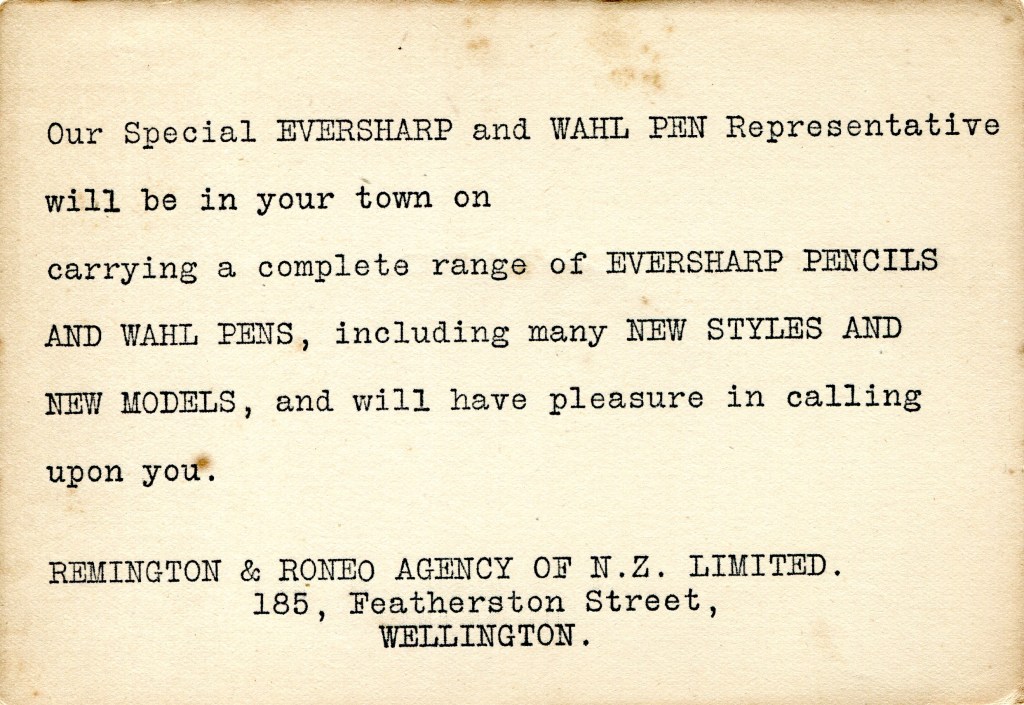 Our Special EVERSHARP and WAHL PEN Representative
will be in your town on
carrying a complete range of EVERSHARP PENCILS
AND WAHL PENS, including many NEW STYLES AND
NEW MODELS, and will have pleasure in calling
upon you.
REMINGTON & RONEO AGENCY OF N.Z. LIMITED.
185, Featherston Street,
WELLINGTON.